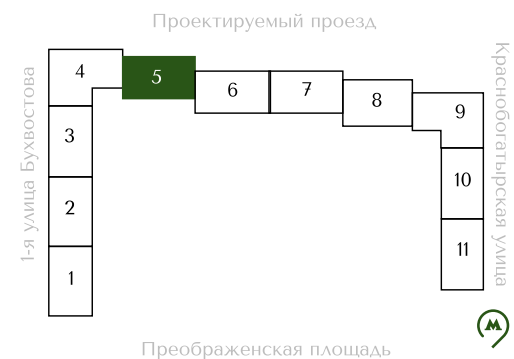 Проектируемый проезд
1-я улица Бухвостова
Краснобогатырская улица
4
5
6
7
8
9
3
10
2
11
1
Преображенская площадь
М